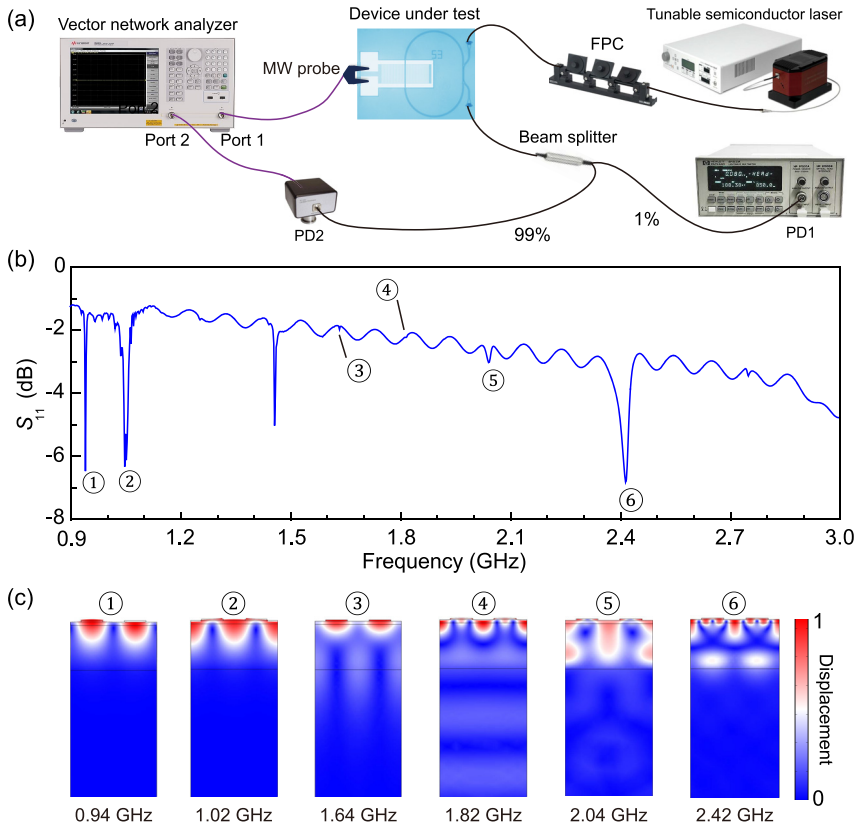 (a)
Vector network analyzer
Device under test
Tunable semiconductor laser
FPC
MW probe
Port 2
Port 1
Beam splitter
PD2
99%
1%
PD1
(b)
S₁₁ (dB)
0
-2
-4
-6
-8
① ② ③ ④ ⑤ ⑥
0.9 1.2 1.5 1.8 2.1 2.4 2.7 3.0
Frequency (GHz)
(c)
① ② ③ ④ ⑤ ⑥
1
Displacement
0
0.94 GHz 1.02 GHz 1.64 GHz 1.82 GHz 2.04 GHz 2.42 GHz